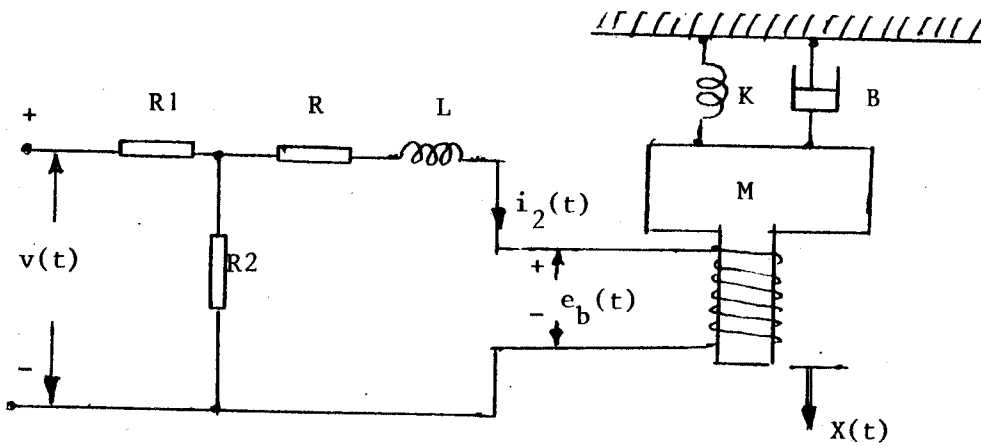 K
B
R1
R
L
+
M
i2(t)
v(t)
R2
+
eb(t)
-
-
X(t)